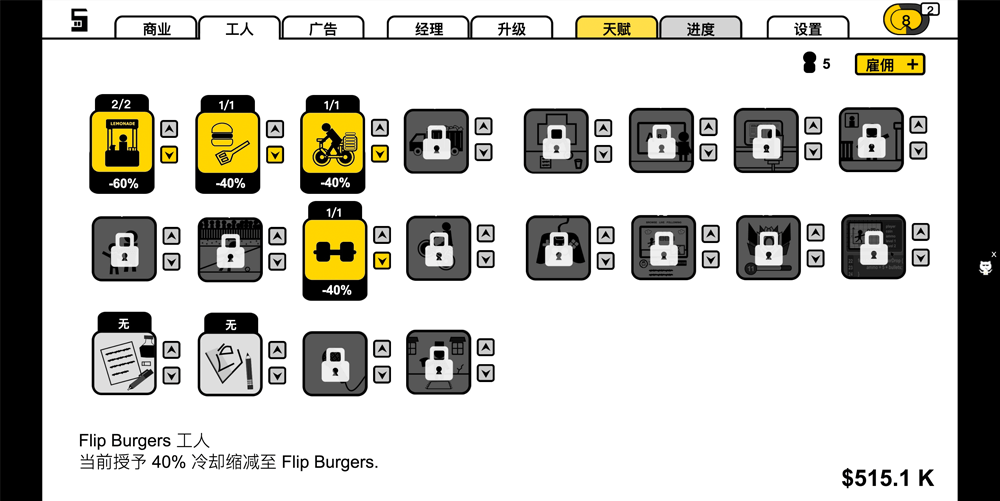 商业 工人 广告 经理 升级 天赋 进度 设置 8 2
5 雇佣 +
2/2 1/1 1/1
LEMONADE
-60% -40% -40%
1/1
11
-40%
无 无
Flip Burgers 工人
当前授予 40% 冷却缩减至 Flip Burgers.
$515.1 K
X